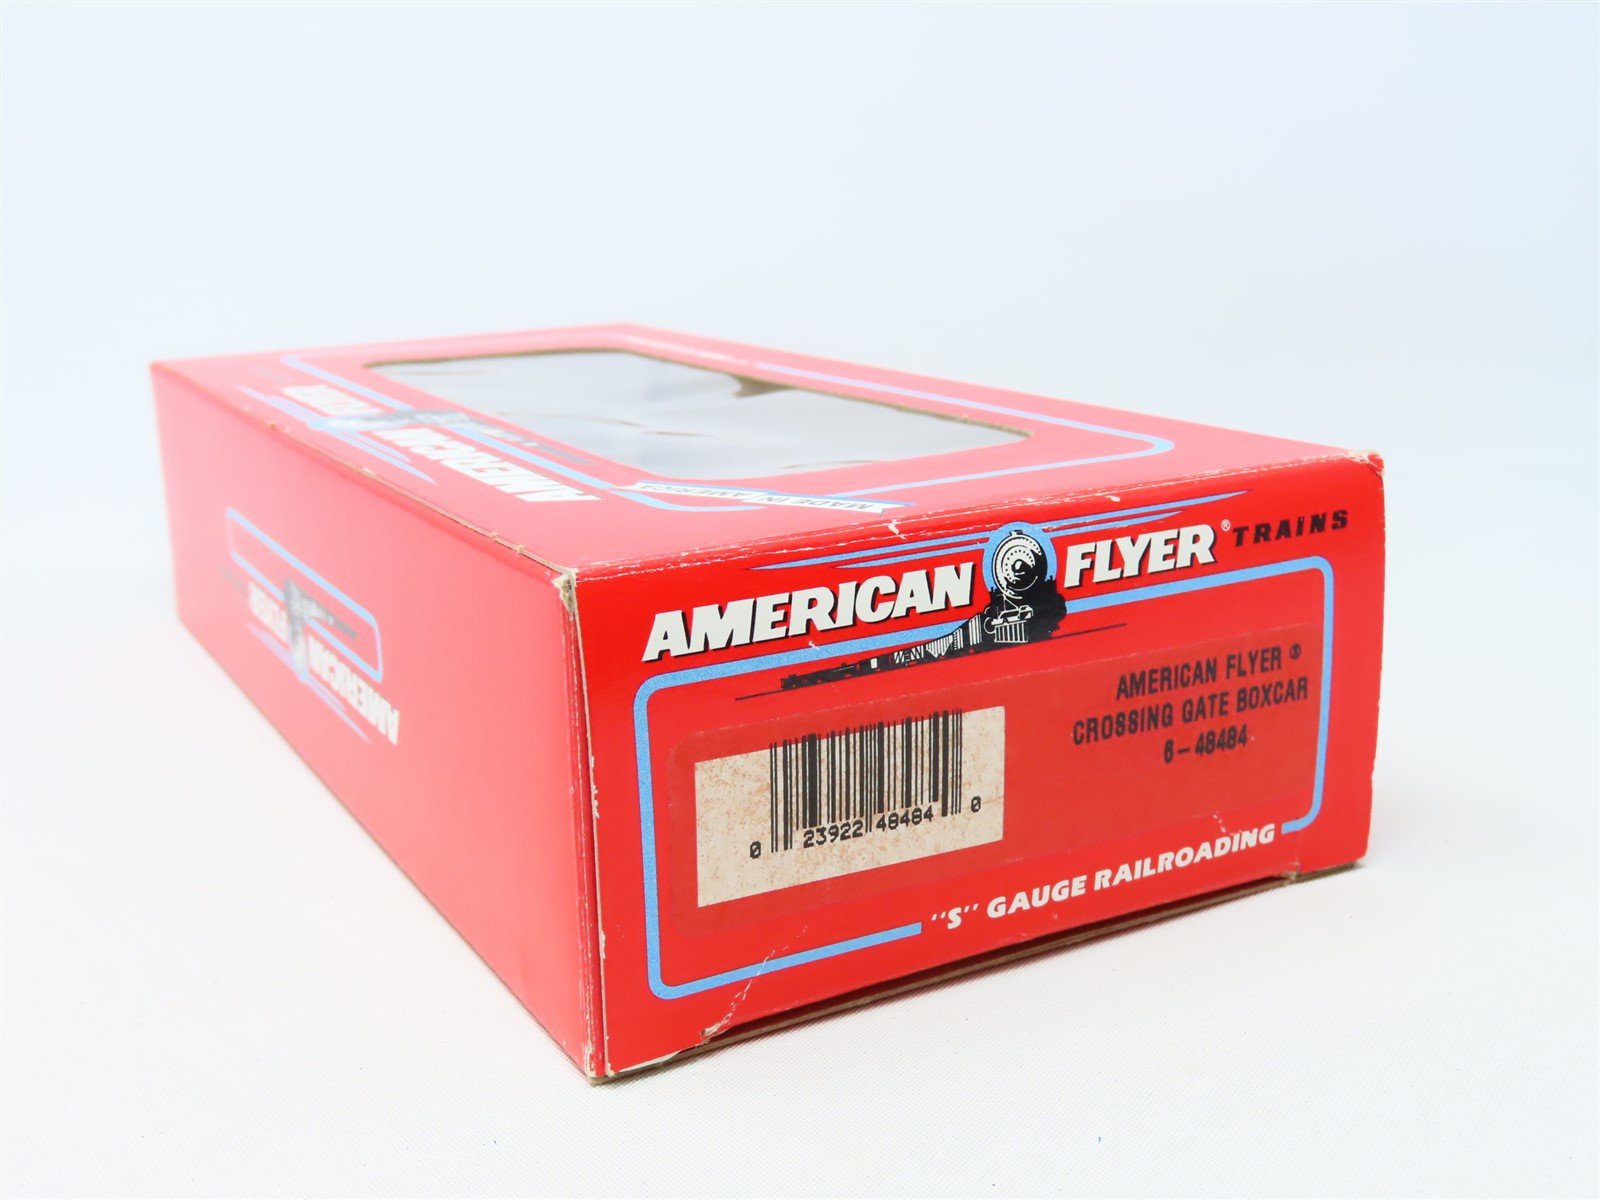 AMERICAN FLYER
MADE IN AMERICA
AMERICAN FLYER
AMERICAN FLYER® TRAINS
AMERICAN FLYER ®
CROSSING GATE BOXCAR
6-48484
0 23922 48484 0
"S" GAUGE RAILROADING